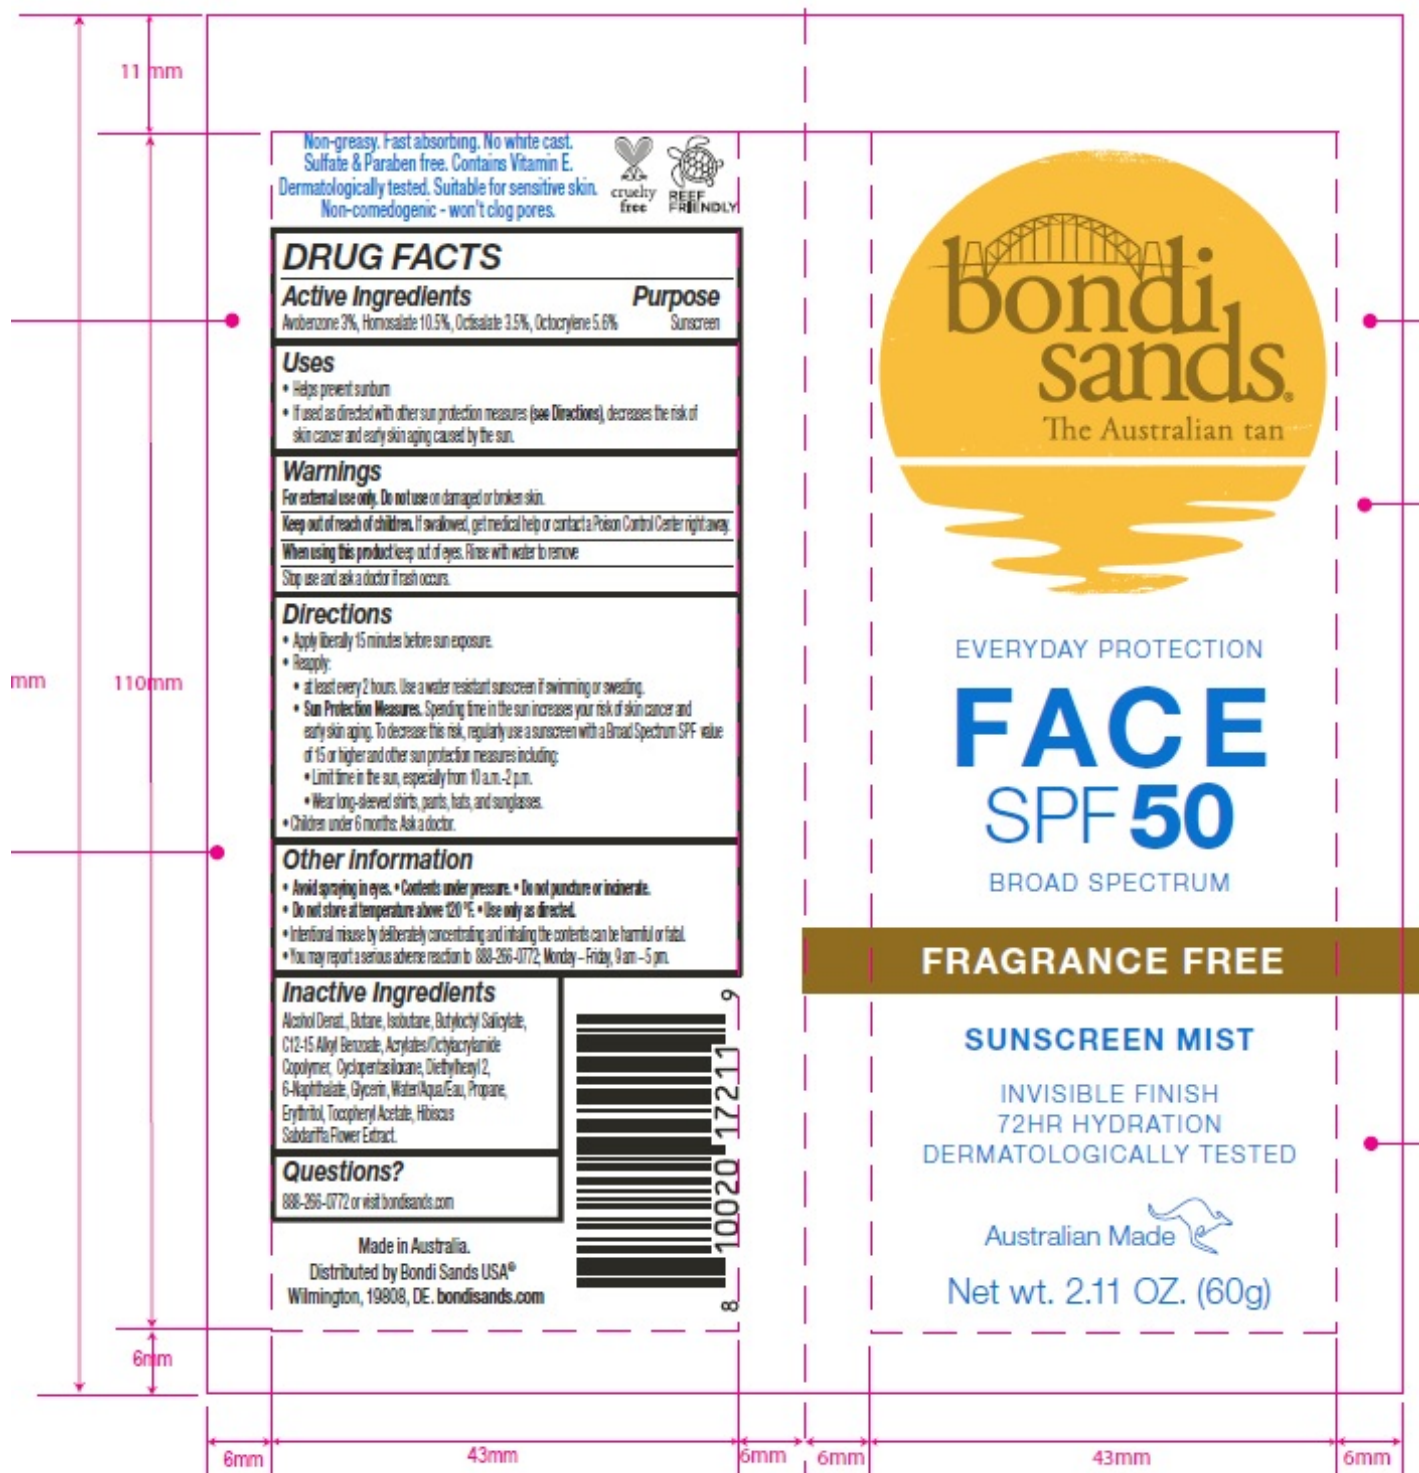 11 mm
Non-greasy. Fast absorbing. No white cast.
Sulfate & Paraben free. Contains Vitamin E.
Dermatologically tested. Suitable for sensitive skin.
Non-comedogenic - won't clog pores.
cruelty
free
REEF
FRIENDLY
DRUG FACTS
Active Ingredients Purpose
Avobenzone 3%, Homosalate 10.5%, Octisalate 3.5%, Octocrylene 5.6% Sunscreen
Uses
• Helps prevent sunburn
• If used as directed with other sun protection measures (see Directions), decreases the risk of
skin cancer and early skin aging caused by the sun.
Warnings
For external use only. Do not use on damaged or broken skin.
Keep out of reach of children. If swallowed, get medical help or contact a Poison Control Center right away.
When using this product keep out of eyes. Rinse with water to remove
Stop use and ask a doctor if rash occurs.
Directions
• Apply liberally 15 minutes before sun exposure.
• Reapply:
• at least every 2 hours. Use a water resistant sunscreen if swimming or sweating.
• Sun Protection Measures. Spending time in the sun increases your risk of skin cancer and
early skin aging. To decrease this risk, regularly use a sunscreen with a Broad Spectrum SPF value
of 15 or higher and other sun protection measures including:
• Limit time in the sun, especially from 10 a.m.-2 p.m.
• Wear long-sleeved shirts, pants, hats, and sunglasses.
• Children under 6 months: Ask a doctor.
Other information
• Avoid spraying in eyes. • Contents under pressure. • Do not puncture or incinerate.
• Do not store at temperature above 120 °F. • Use only as directed.
• Intentional misuse by deliberately concentrating and inhaling the contents can be harmful or fatal.
• You may report a serious adverse reaction to 888-266-0772; Monday – Friday, 9 am – 5 pm.
Inactive Ingredients
Alcohol Denat., Butane, Isobutane, Butyloctyl Salicylate,
C12-15 Alkyl Benzoate, Acrylates/Octylacrylamide
Copolymer, Cyclopentasiloxane, Diethylhexyl 2,
6-Naphthalate, Glycerin, Water/Aqua/Eau, Propane,
Erythritol, Tocopheryl Acetate, Hibiscus
Sabdariffa Flower Extract.
Questions?
888-266-0772 or visit bondisands.com
Made in Australia.
Distributed by Bondi Sands USA®
Wilmington, 19808, DE. bondisands.com
8 10020 17211 9
mm
110mm
6mm
6mm
43mm
6mm
bondi
sands®
The Australian tan
EVERYDAY PROTECTION
FACE
SPF 50
BROAD SPECTRUM
FRAGRANCE FREE
SUNSCREEN MIST
INVISIBLE FINISH
72HR HYDRATION
DERMATOLOGICALLY TESTED
Australian Made
Net wt. 2.11 OZ. (60g)
6mm
43mm
6mm